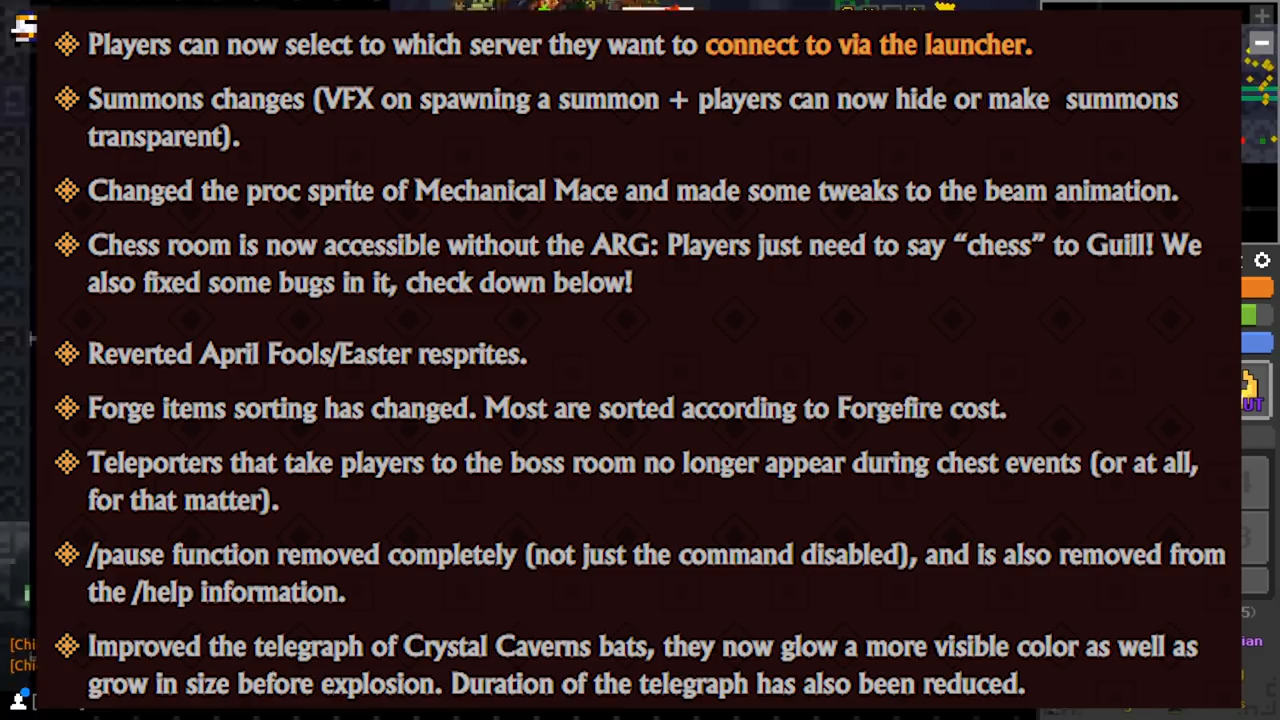 Players can now select to which server they want to connect to via the launcher.
Summons changes (VFX on spawning a summon + players can now hide or make summons
transparent).
Changed the proc sprite of Mechanical Mace and made some tweaks to the beam animation.
Chess room is now accessible without the ARG: Players just need to say “chess” to Guill! We
also fixed some bugs in it, check down below!
Reverted April Fools/Easter resprites.
Forge items sorting has changed. Most are sorted according to Forgefire cost.
Teleporters that take players to the boss room no longer appear during chest events (or at all,
for that matter).
/pause function removed completely (not just the command disabled), and is also removed from
the /help information.
Improved the telegraph of Crystal Caverns bats, they now glow a more visible color as well as
grow in size before explosion. Duration of the telegraph has also been reduced.
[Chi
[Chi
UT
5)
ian